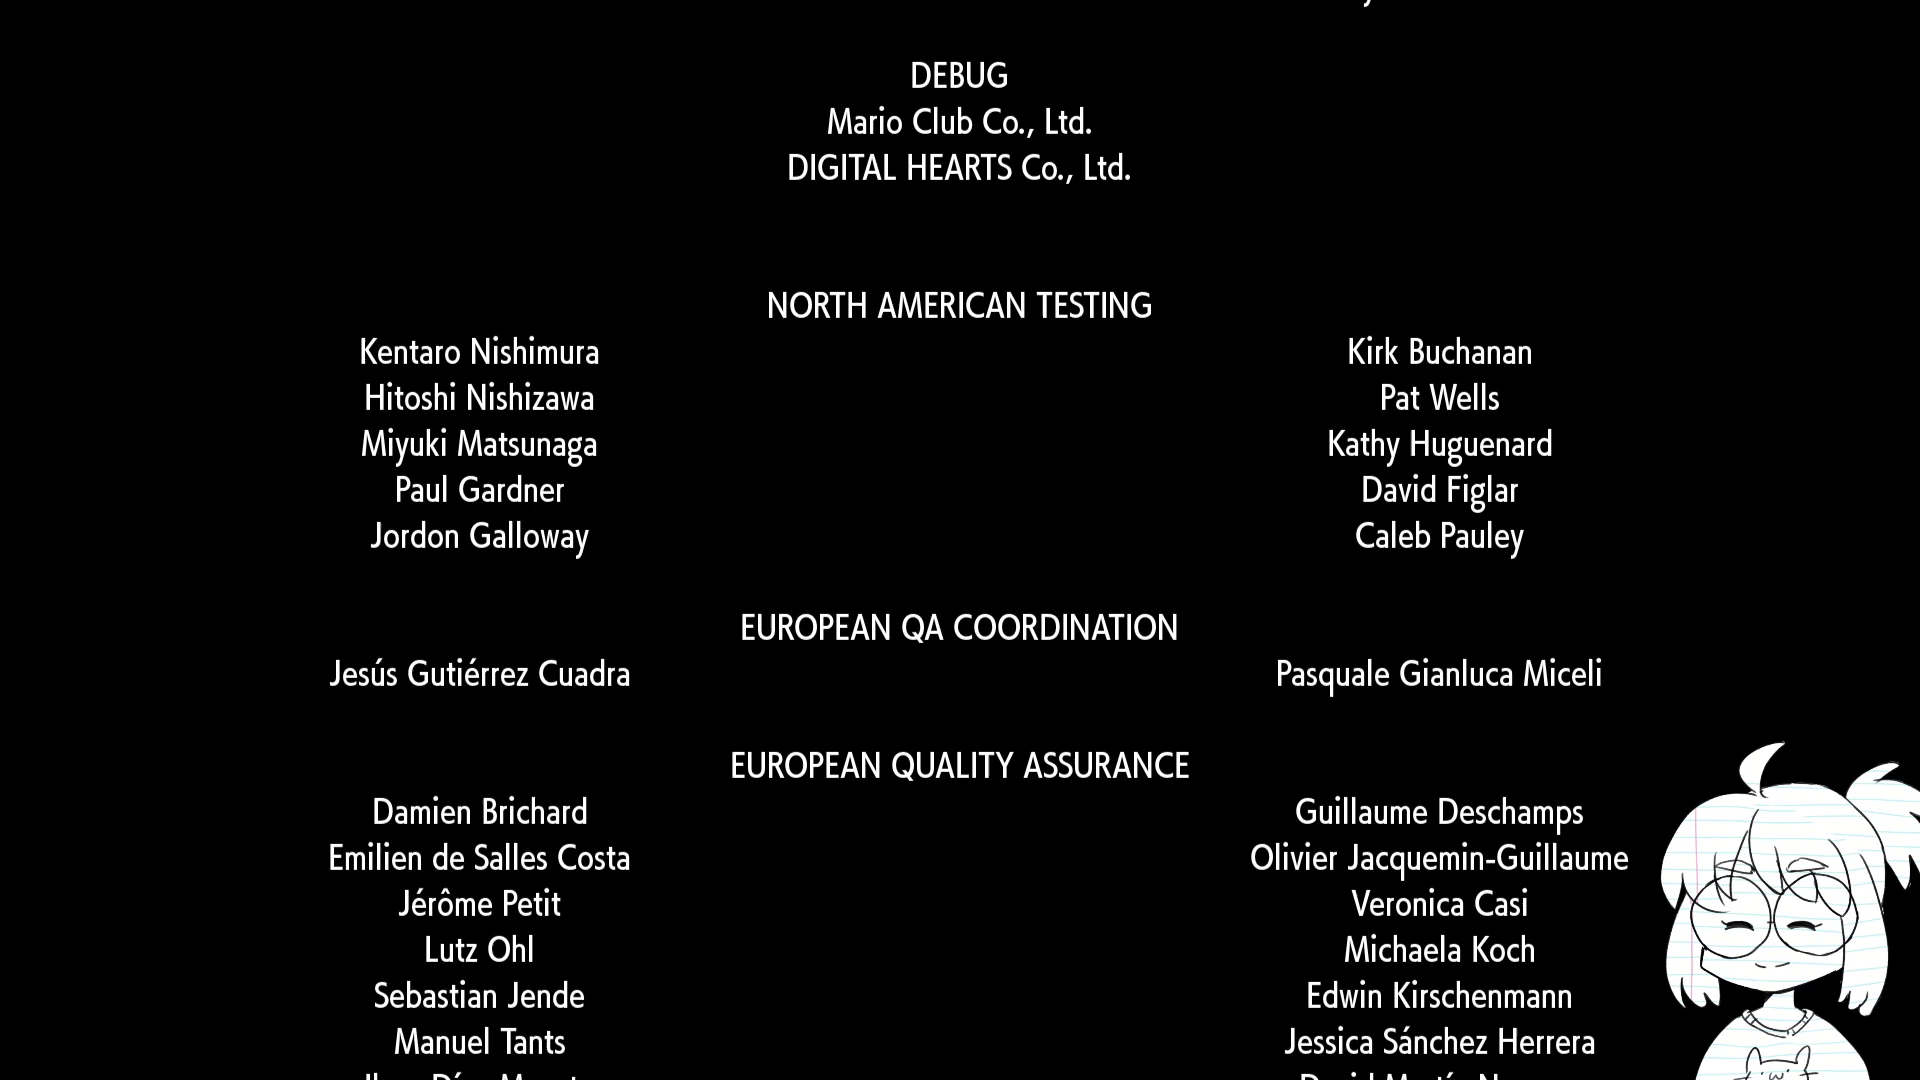 DEBUG
Mario Club Co., Ltd.
DIGITAL HEARTS Co., Ltd.
NORTH AMERICAN TESTING
Kentaro Nishimura Kirk Buchanan
Hitoshi Nishizawa Pat Wells
Miyuki Matsunaga Kathy Huguenard
Paul Gardner David Figlar
Jordon Galloway Caleb Pauley
EUROPEAN QA COORDINATION
Jesús Gutiérrez Cuadra Pasquale Gianluca Miceli
EUROPEAN QUALITY ASSURANCE
Damien Brichard Guillaume Deschamps
Emilien de Salles Costa Olivier Jacquemin-Guillaume
Jérôme Petit Veronica Casi
Lutz Ohl Michaela Koch
Sebastian Jende Edwin Kirschenmann
Manuel Tants Jessica Sánchez Herrera